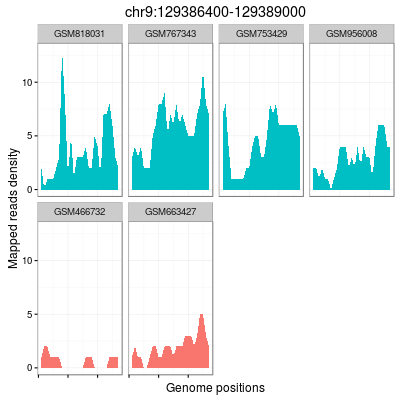 chr9:129386400-129389000
GSM818031 GSM767343 GSM753429 GSM956008
10
5
0
Mapped reads density
GSM466732 GSM663427
10
5
0
Genome positions